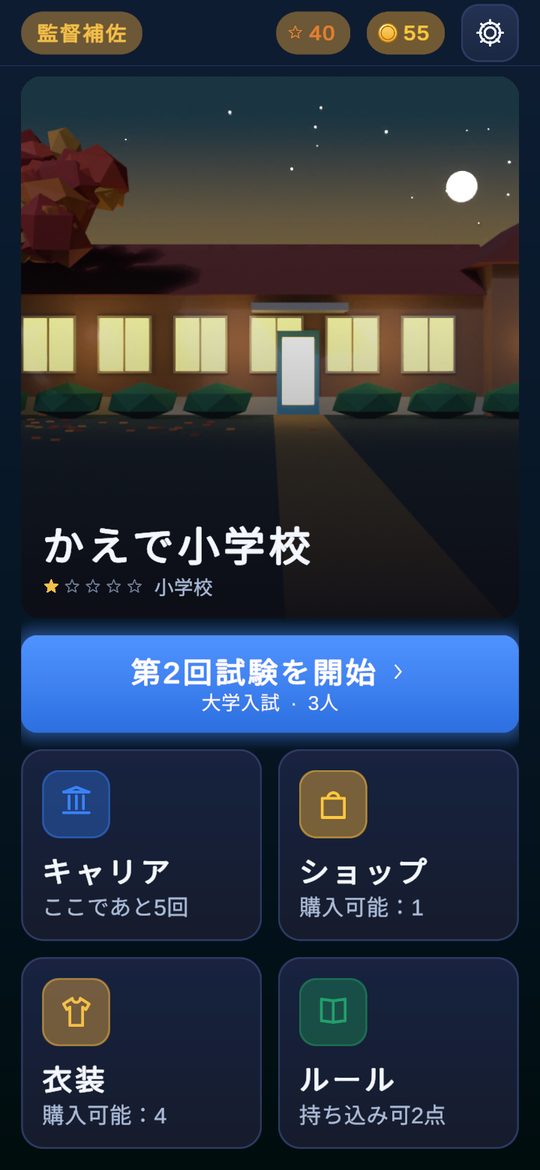 監督補佐
40
55
かえで小学校
小学校
第2回試験を開始
大学入試 · 3人
キャリア
ここであと5回
ショップ
購入可能：1
衣装
購入可能：4
ルール
持ち込み可2点